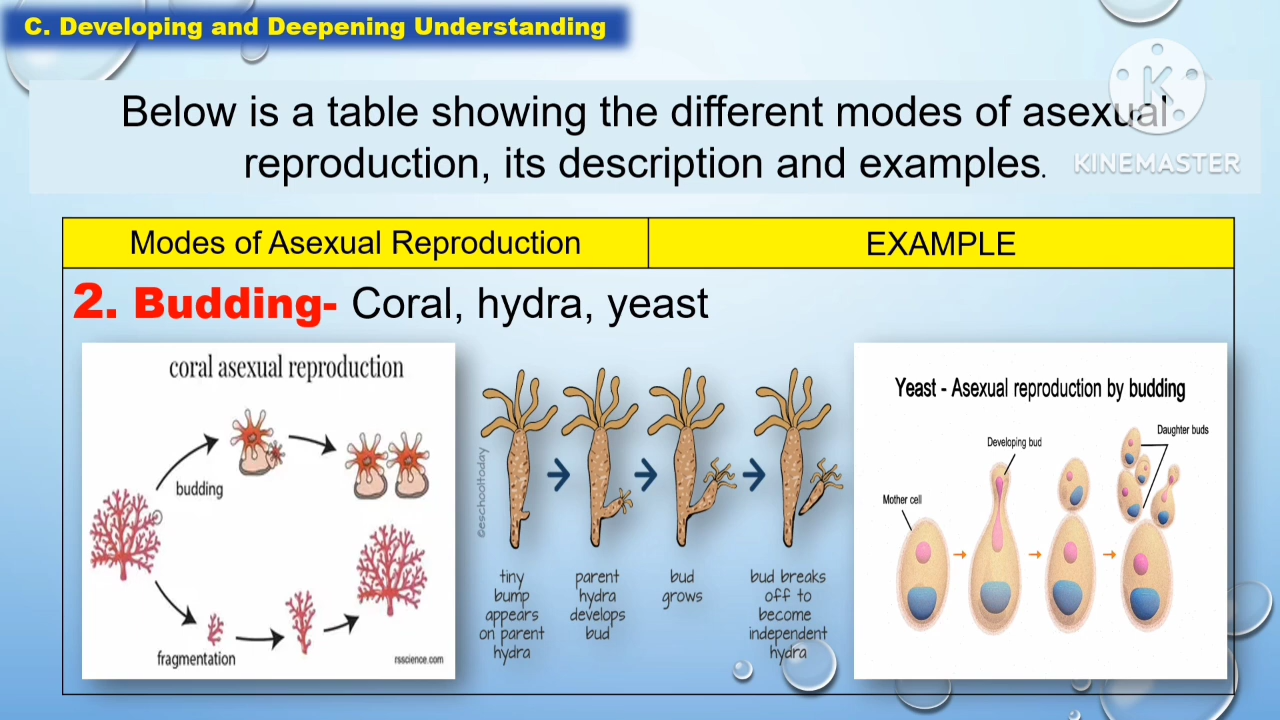 C. Developing and Deepening Understanding
Below is a table showing the different modes of asexual
reproduction, its description and examples.
K
KINEMASTER
Modes of Asexual Reproduction
EXAMPLE
2. Budding- Coral, hydra, yeast
coral asexual reproduction
budding
fragmentation
rsscience.com
©eschooltoday
tiny
bump
appears
on parent
hydra
parent
hydra
develops
bud
bud
grows
bud breaks
off to
become
independent
hydra
Yeast - Asexual reproduction by budding
Developing bud
Daughter buds
Mother cell